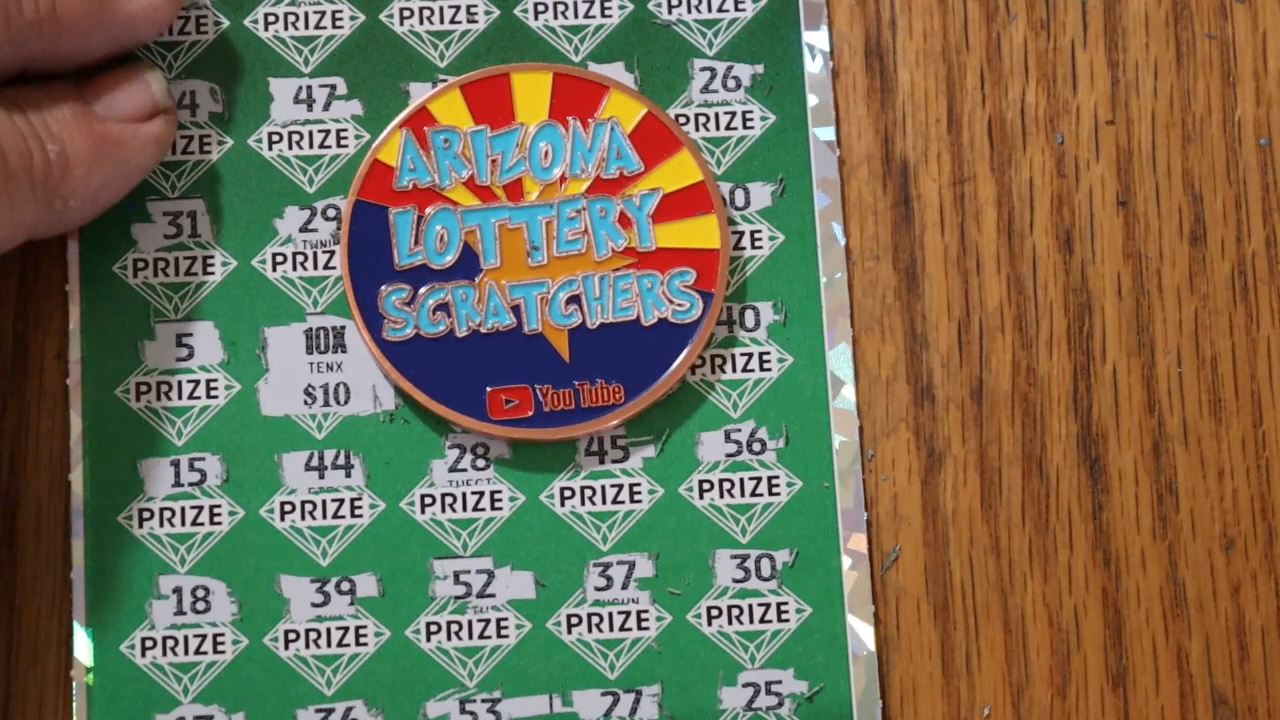 PRIZE PRIZE PRIZE PRIZE
47 26
PRIZE PRIZE
ARIZONA
LOTTERY
SCRATCHERS
YouTube
31 29
PRIZE
5 10X 40
PRIZE TENX PRIZE
$10
15 44 28 45 56
PRIZE PRIZE PRIZE PRIZE PRIZE
18 39 52 37 30
PRIZE PRIZE PRIZE PRIZE PRIZE
53 27 25